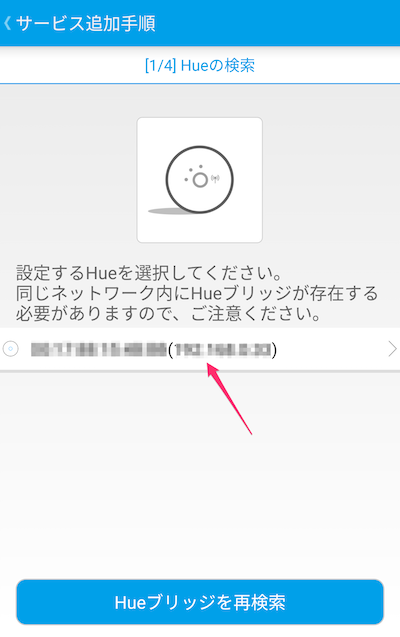 サービス追加手順
[1/4] Hueの検索
設定するHueを選択してください。
同じネットワーク内にHueブリッジが存在する
必要がありますので、ご注意ください。
Hueブリッジを再検索